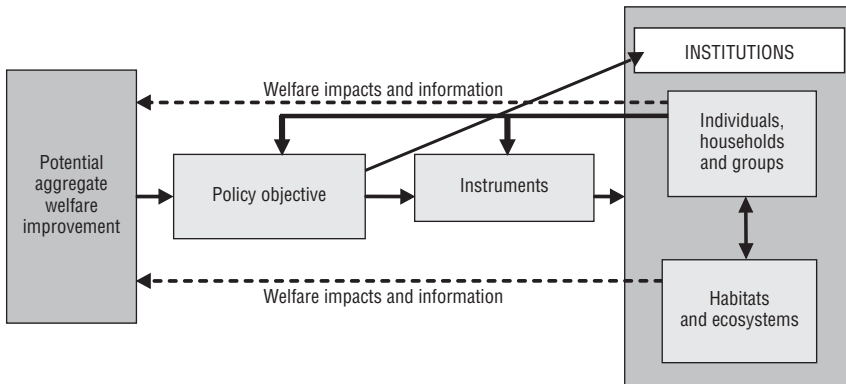 INSTITUTIONS
Welfare impacts and information
Individuals,
households
and groups
Potential
aggregate
welfare
improvement
Policy objective
Instruments
Welfare impacts and information
Habitats
and ecosystems